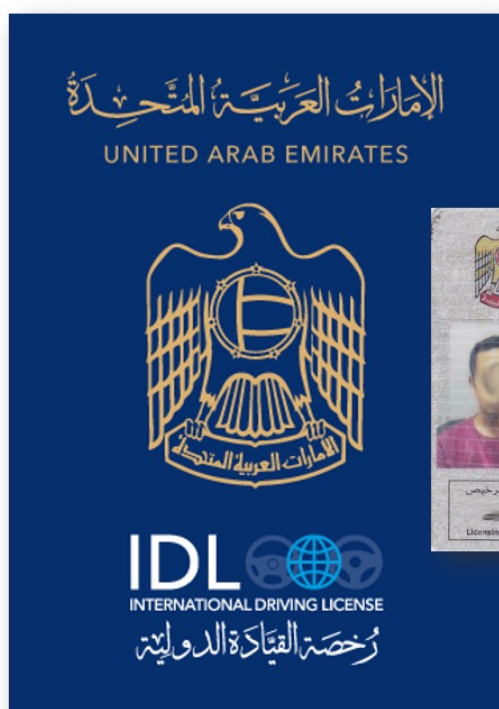 الإمارات العربية المتحدة
UNITED ARAB EMIRATES
الإمارات العربية المتحدة
IDL
INTERNATIONAL DRIVING LICENSE
رخصة القيادة الدولية